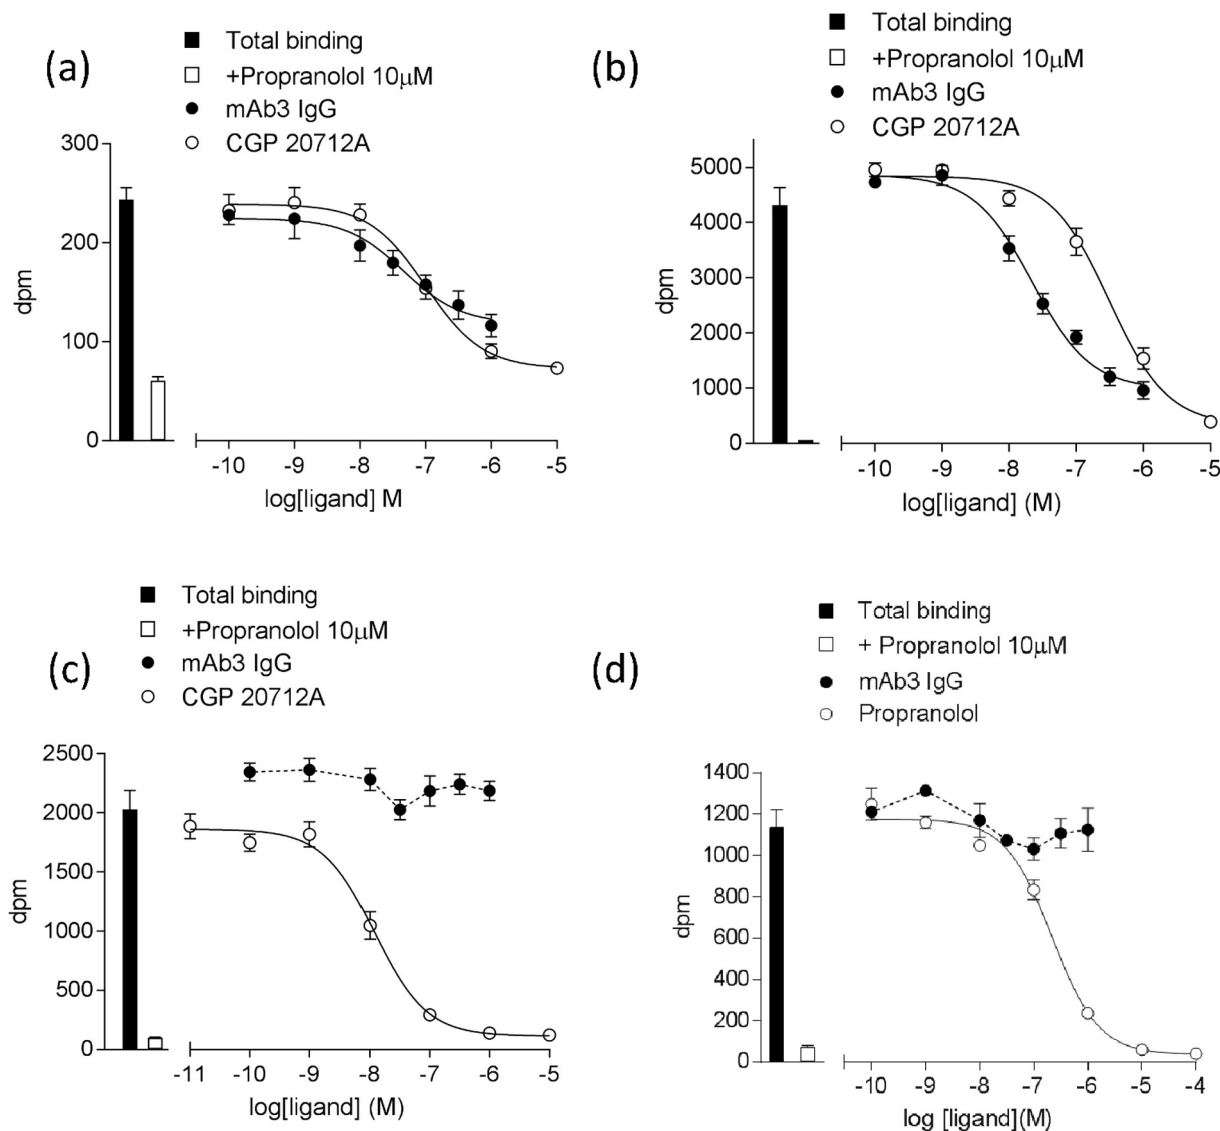 (a)
Total binding
+Propranolol 10μM
mAb3 IgG
CGP 20712A
300
200
100
0
dpm
-10 -9 -8 -7 -6 -5
log[ligand] M
(b)
Total binding
+Propranolol 10μM
mAb3 IgG
CGP 20712A
5000
4000
3000
2000
1000
0
dpm
-10 -9 -8 -7 -6 -5
log[ligand] (M)
(c)
Total binding
+Propranolol 10μM
mAb3 IgG
CGP 20712A
2500
2000
1500
1000
500
0
dpm
-11 -10 -9 -8 -7 -6 -5
log[ligand] (M)
(d)
Total binding
+ Propranolol 10μM
mAb3 IgG
Propranolol
1400
1200
1000
800
600
400
200
0
dpm
-10 -9 -8 -7 -6 -5 -4
log [ligand](M)